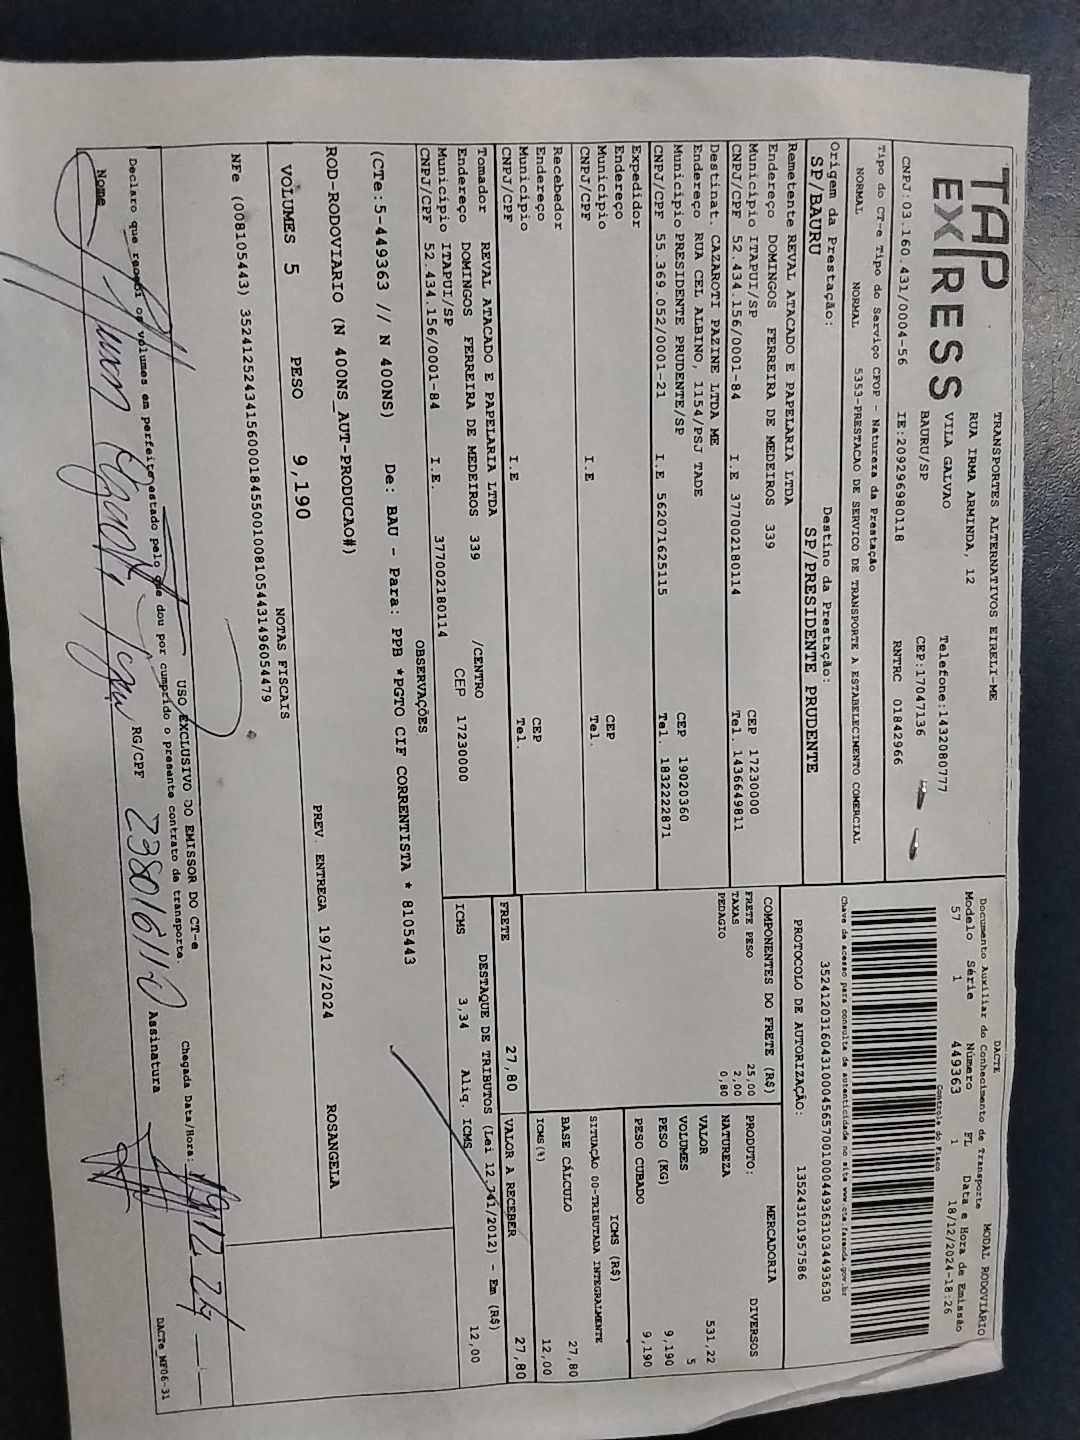 TAP EXPRESS
TRANSPORTES ALTERNATIVOS EIRELI-ME
RUA IRMA ARMINDA, 12
VILA GALVAO Telefone:1432080777
BAURU/SP CEP:17047136
CNPJ:03.160.431/0004-56 IE:209296980118 RNTRC 01842966
Tipo do CT-e Tipo do Serviço CFOP - Natureza da Prestação
NORMAL NORMAL 5353-PRESTACAO DE SERVICO DE TRANSPORTE A ESTABELECIMENTO COMERCIAL
Origem da Prestação: Destino da Prestação:
SP/BAURU SP/PRESIDENTE PRUDENTE
Remetente REVAL ATACADO E PAPELARIA LTDA
Endereço DOMINGOS FERREIRA DE MEDEIROS 339
Município ITAPUI/SP CEP 17230000
CNPJ/CPF 52.434.156/0001-84 I.E 377002180114 Tel. 1436649811
Destinat. CAZAROTI PAZINE LTDA ME
Endereço RUA CEL ALBINO, 1154/PSJ TADE
Município PRESIDENTE PRUDENTE/SP CEP 19020360
CNPJ/CPF 55.369.052/0001-21 I.E 562071625115 Tel. 1832222871
Expedidor
Endereço
Município CEP
CNPJ/CPF I.E Tel.
Recebedor
Endereço
Município CEP
CNPJ/CPF I.E Tel.
Tomador REVAL ATACADO E PAPELARIA LTDA
Endereço DOMINGOS FERREIRA DE MEDEIROS 339 /CENTRO
Município ITAPUI/SP CEP 17230000
CNPJ/CPF 52.434.156/0001-84 I.E. 377002180114
DACTE
Documento Auxiliar do Conhecimento de Transporte MODAL RODOVIÁRIO
Modelo Série Número FL Data e Hora de Emissão
57 1 449363 1 18/12/2024-18:26
Controle do Fisco
Chave de acesso para consulta de autenticidade no site www.cte.fazenda.gov.br
35241203160431000456570010004493631034493630
PROTOCOLO DE AUTORIZAÇÃO: 135243101957586
COMPONENTES DO FRETE (R$)
FRETE PESO 25,00
TAXAS 2,00
PEDAGIO 0,80
MERCADORIA
PRODUTO: DIVERSOS
NATUREZA
VALOR 531,22
VOLUMES 5
PESO (KG) 9,190
PESO CUBADO 9,190
ICMS (R$)
SITUAÇÃO 00-TRIBUTADA INTEGRALMENTE
BASE CÁLCULO 27,80
ICMS(%) 12,00
FRETE 27,80 VALOR A RECEBER 27,80
DESTAQUE DE TRIBUTOS (Lei 12.741/2012) - Em (R$)
ICMS 3,34 Aliq. ICMS 12,00
OBSERVAÇÕES
(CTe:5-449363 // N 400NS) De: BAU - Para: PPB *PGTO CIF CORRENTISTA * 8105443
ROD-RODOVIARIO (N 400NS_AUT-PRODUCAO#)
PREV. ENTREGA 19/12/2024 ROSANGELA
VOLUMES 5 PESO 9,190
NOTAS FISCAIS
NFe (008105443) 35241252434156000184550010081054431496054479
USO EXCLUSIVO DO EMISSOR DO CT-e
Declaro que recebi os volumes em perfeito estado pelo que dou por cumprido o presente contrato de transporte.
Chegada Data/Hora:
Nome RG/CPF Assinatura
DACTe_MF06-31